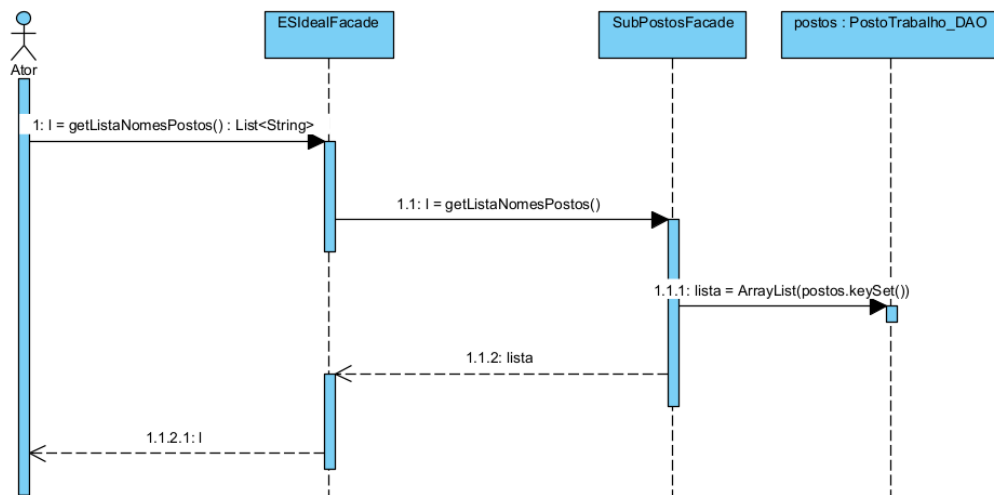 ESIdealFacade
SubPostosFacade
postos : PostoTrabalho_DAO
Ator
1: l = getListaNomesPostos() : List<String>
1.1: l = getListaNomesPostos()
1.1.1: lista = ArrayList(postos.keySet())
1.1.2: lista
1.1.2.1: l